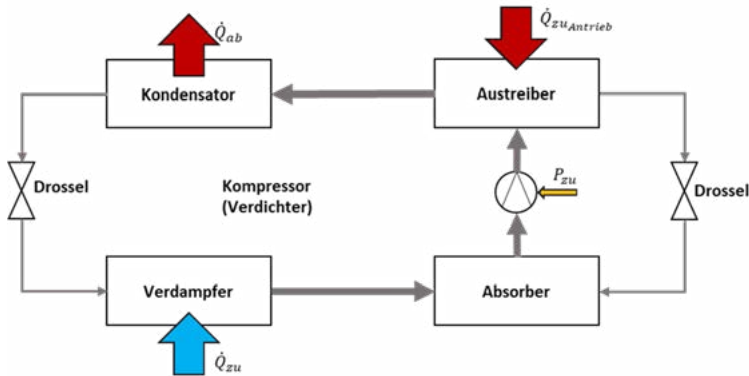 Q̇ab
Q̇zuAntrieb
Kondensator
Austreiber
Drossel
Kompressor
(Verdichter)
Pzu
Drossel
Verdampfer
Absorber
Q̇zu